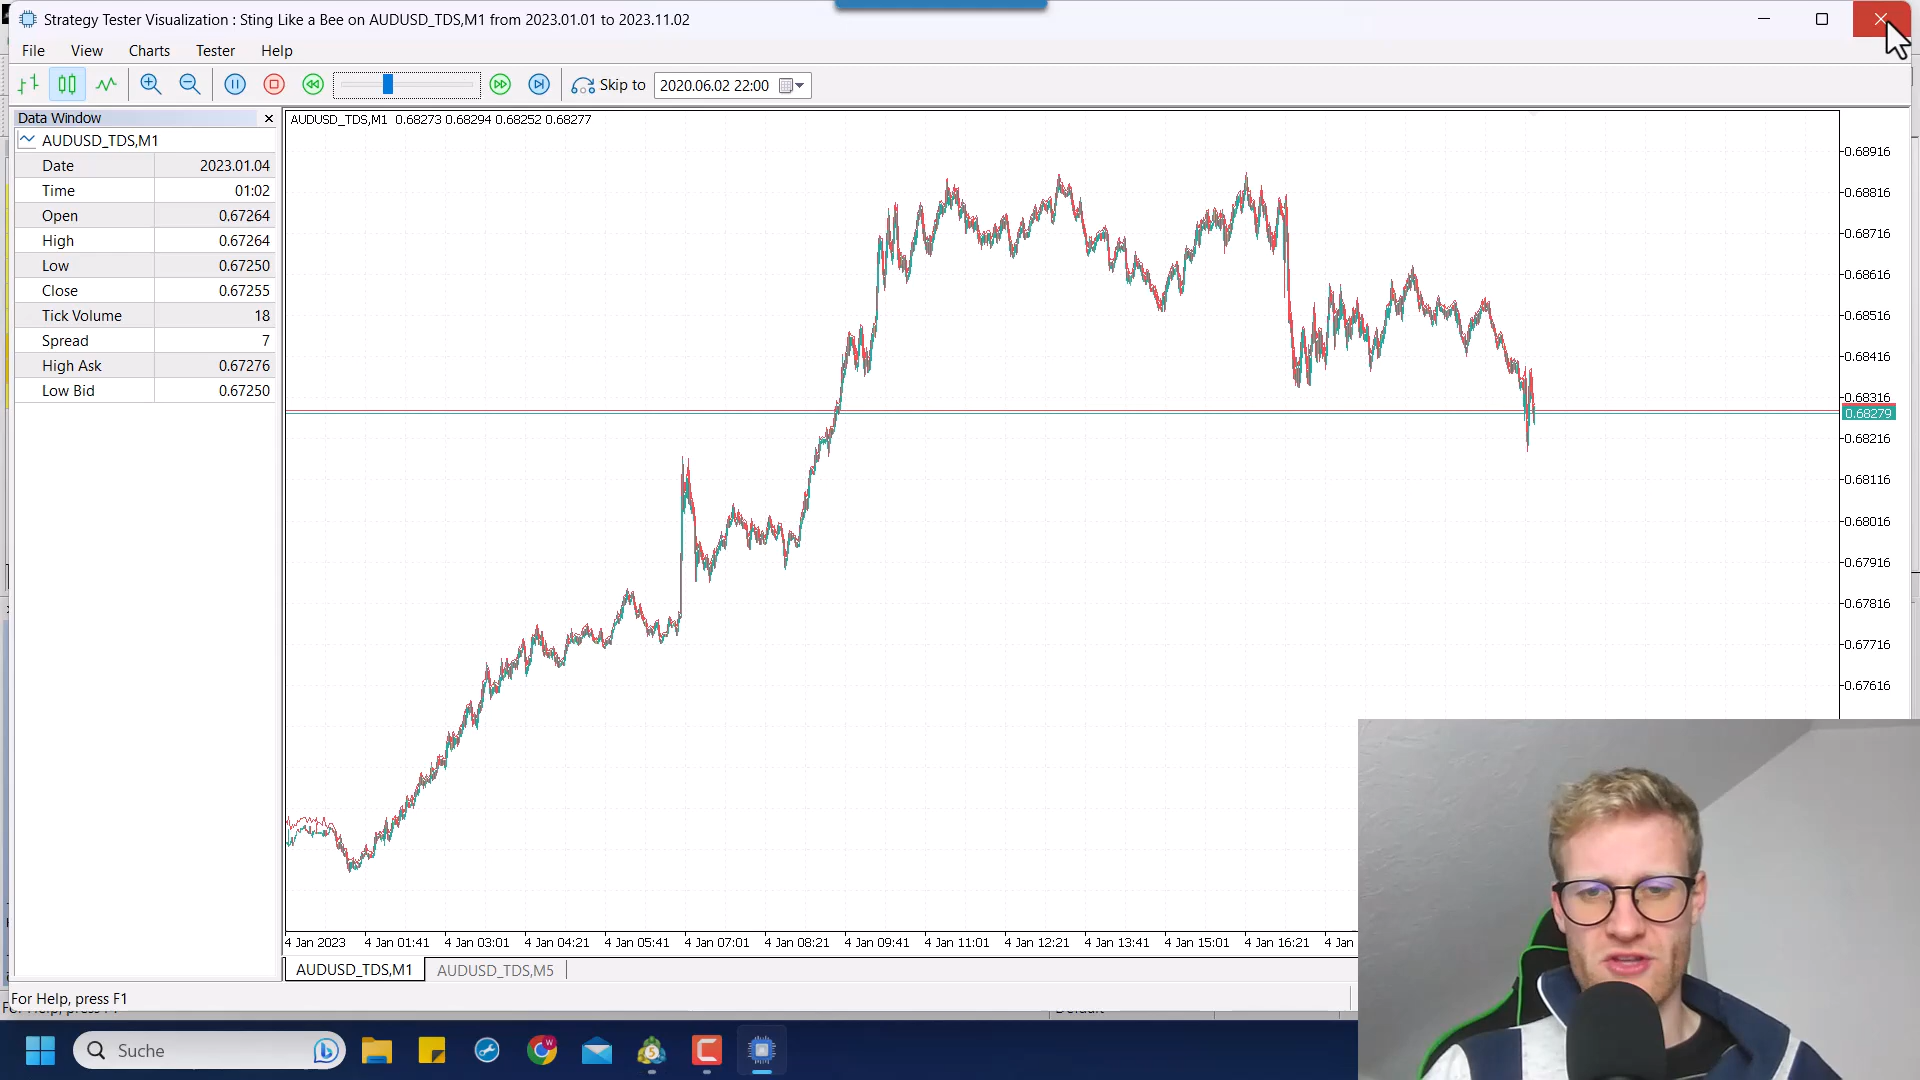 Strategy Tester Visualization : Sting Like a Bee on AUDUSD_TDS,M1 from 2023.01.01 to 2023.11.02
File View Charts Tester Help
Skip to 2020.06.02 22:00
Data Window
AUDUSD_TDS,M1
Date 2023.01.04
Time 01:02
Open 0.67264
High 0.67264
Low 0.67250
Close 0.67255
Tick Volume 18
Spread 7
High Ask 0.67276
Low Bid 0.67250
AUDUSD_TDS,M1 0.68273 0.68294 0.68252 0.68277
0.68916
0.68816
0.68716
0.68616
0.68516
0.68416
0.68316
0.68279
0.68216
0.68116
0.68016
0.67916
0.67816
0.67716
0.67616
4 Jan 2023 4 Jan 01:41 4 Jan 03:01 4 Jan 04:21 4 Jan 05:41 4 Jan 07:01 4 Jan 08:21 4 Jan 09:41 4 Jan 11:01 4 Jan 12:21 4 Jan 13:41 4 Jan 15:01 4 Jan 16:21 4 Jan
AUDUSD_TDS,M1 AUDUSD_TDS,M5
For Help, press F1
Suche